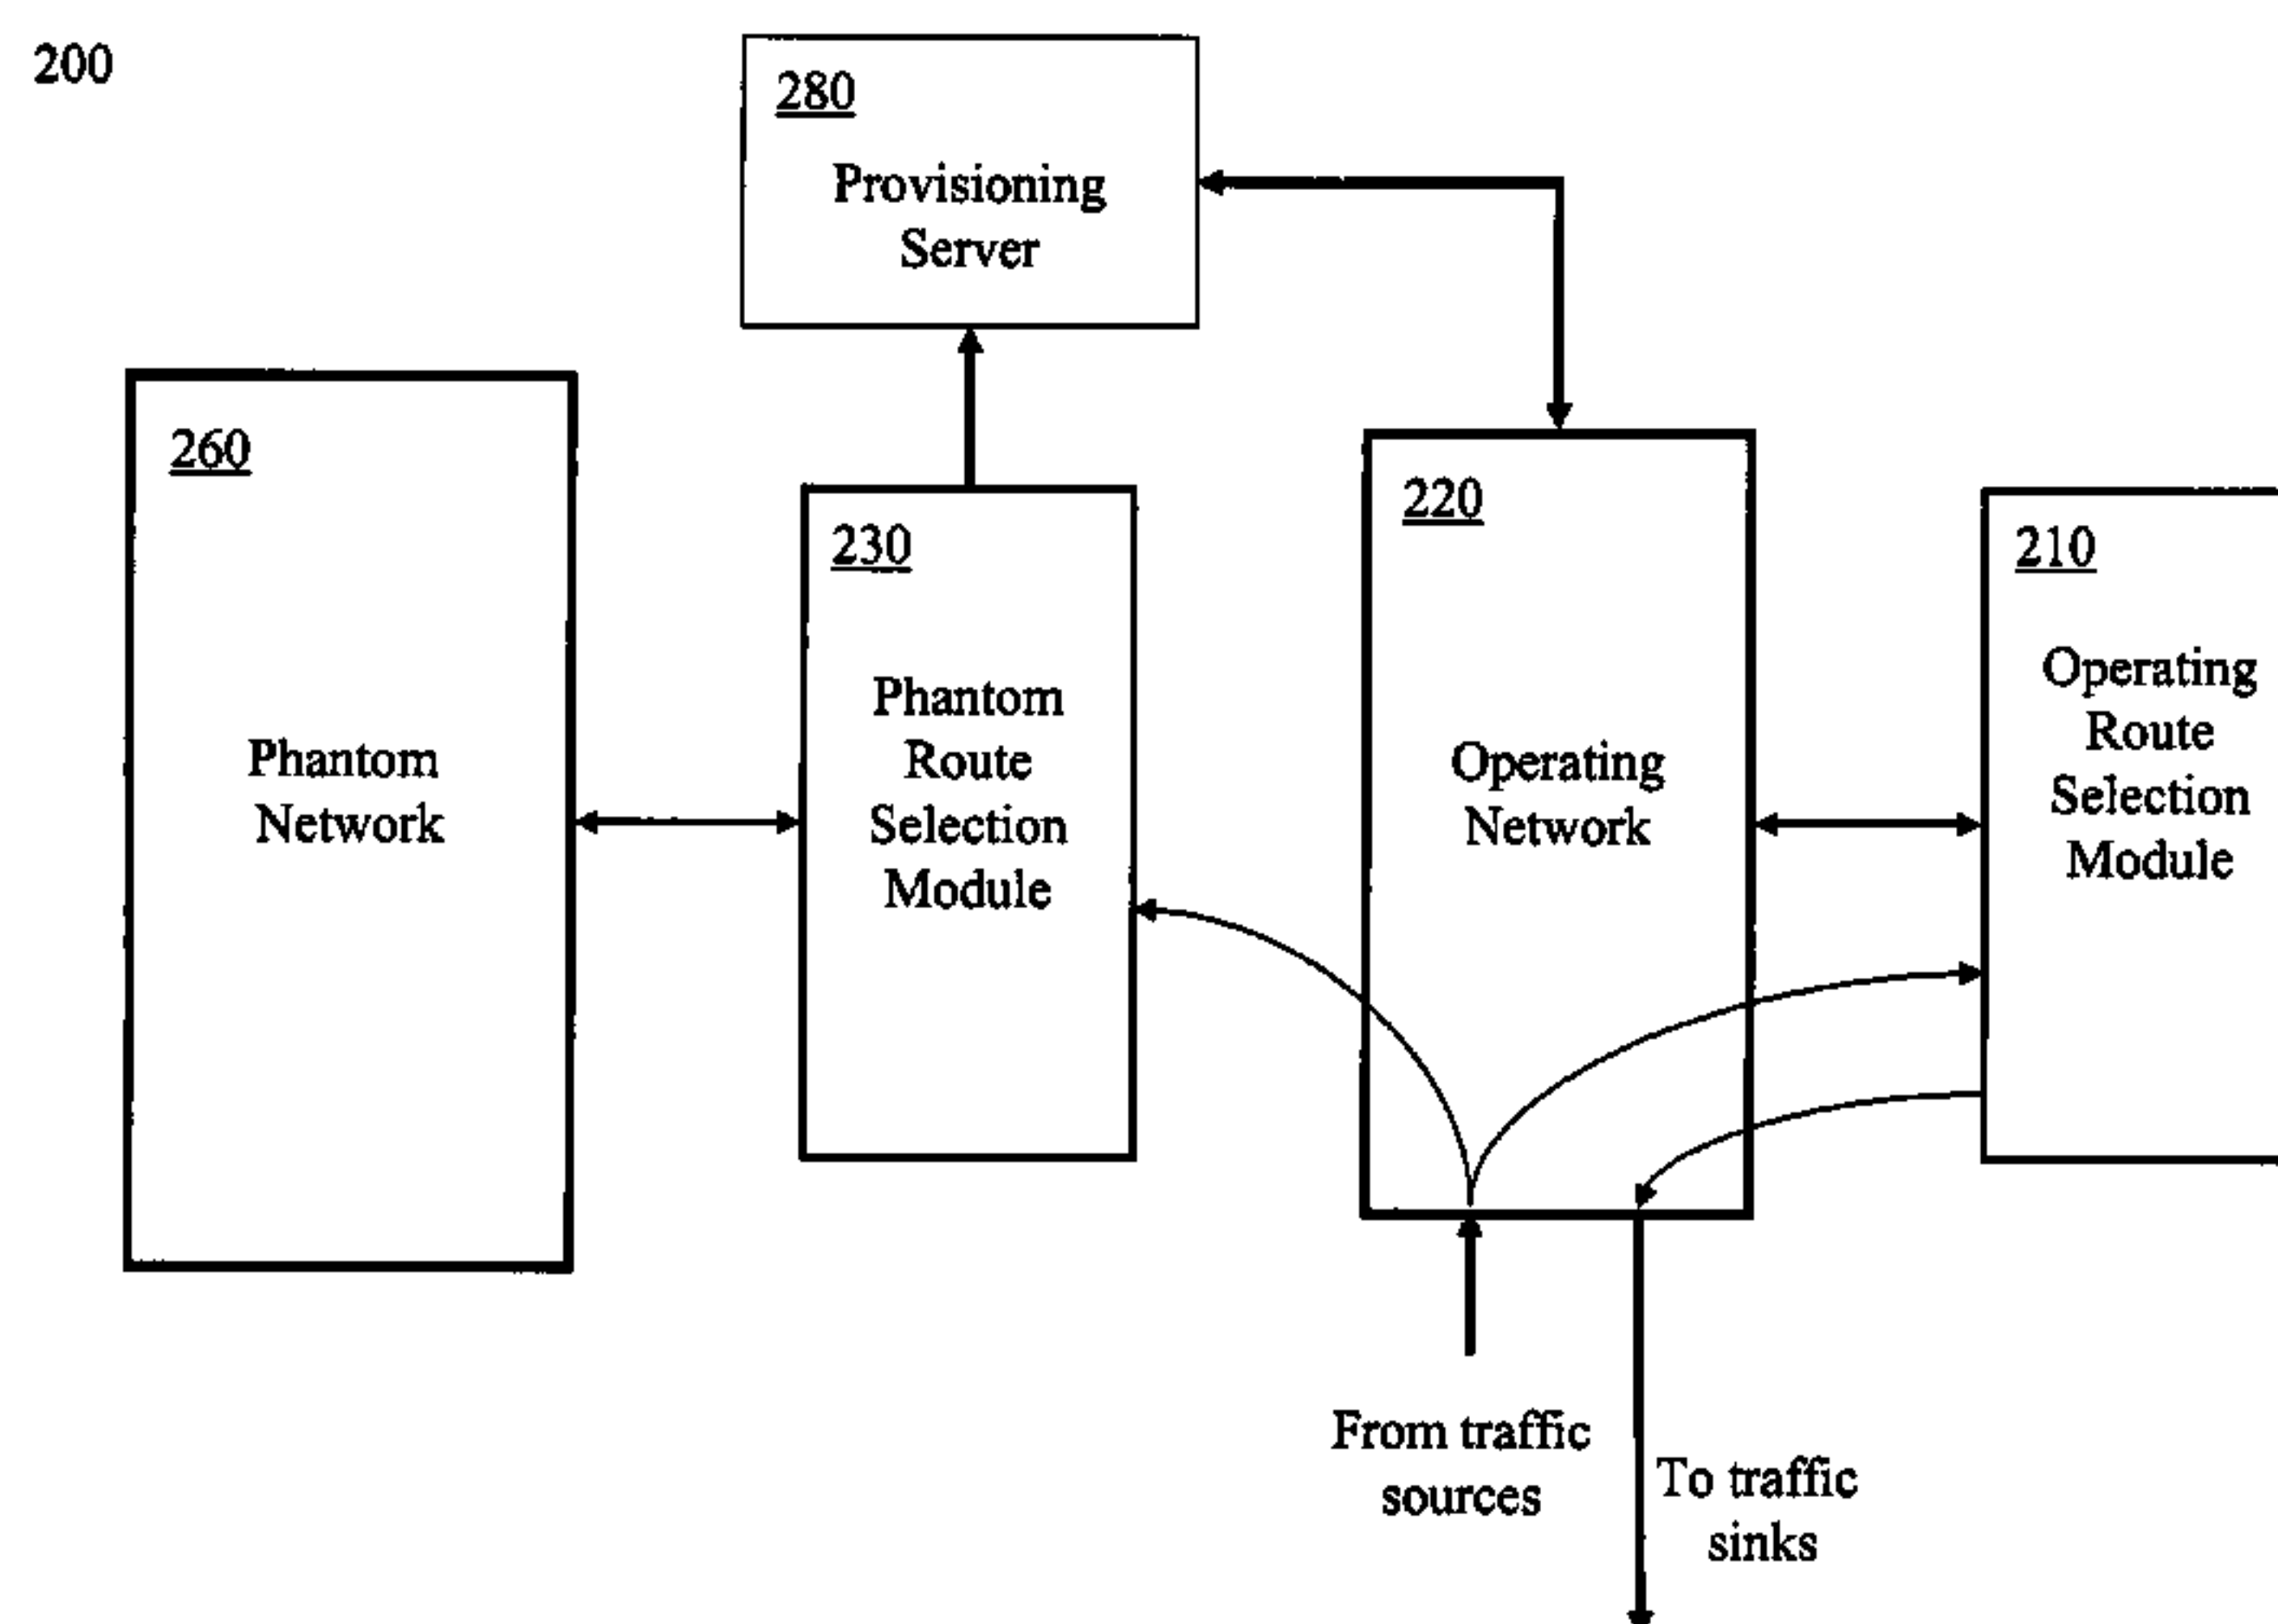 200
280
Provisioning
Server
260
Phantom
Network
230
Phantom
Route
Selection
Module
220
Operating
Network
210
Operating
Route
Selection
Module
From traffic
sources
To traffic
sinks